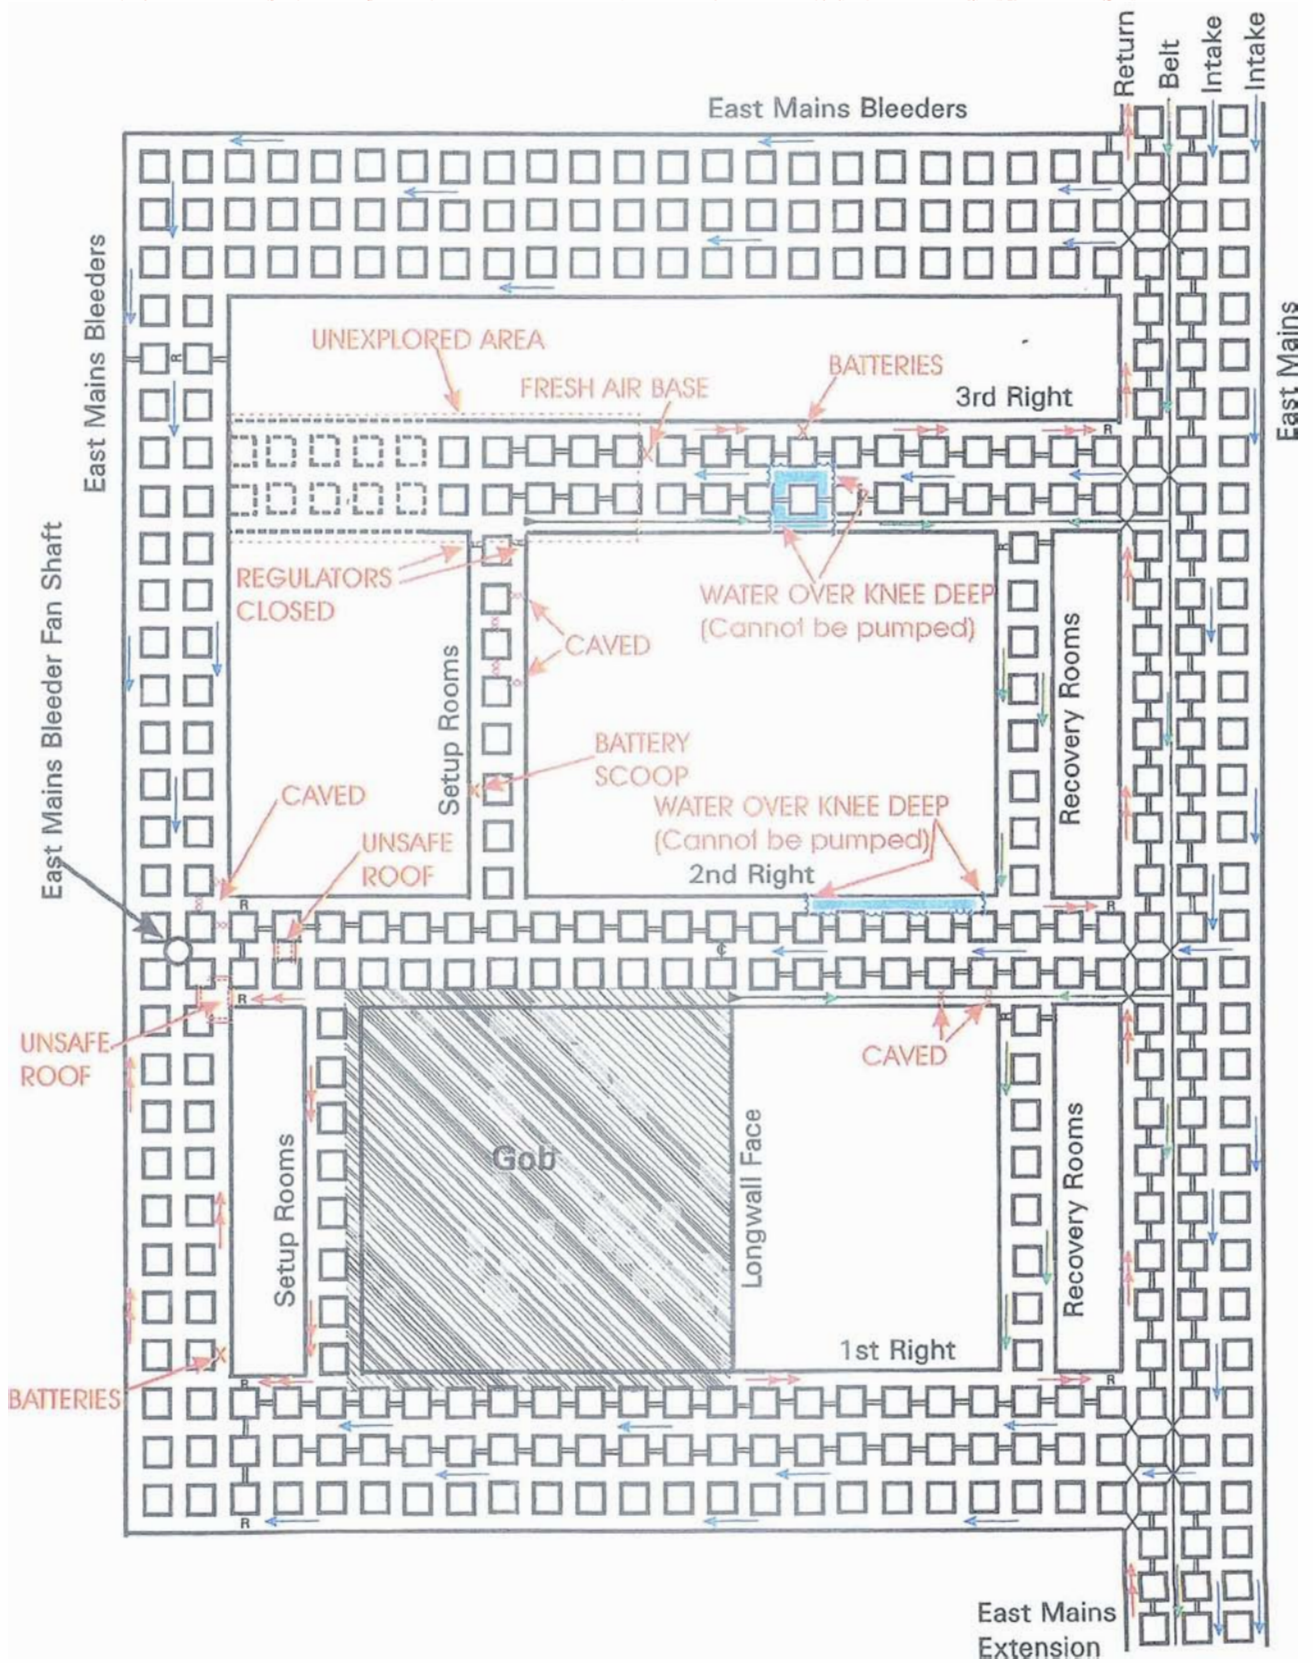 Return
Belt
Intake
Intake
East Mains Bleeders
East Mains Bleeders
East Mains
UNEXPLORED AREA
FRESH AIR BASE
BATTERIES
3rd Right
R
R
East Mains Bleeder Fan Shaft
REGULATORS
CLOSED
WATER OVER KNEE DEEP
(Cannot be pumped)
CAVED
Setup Rooms
Recovery Rooms
BATTERY
SCOOP
CAVED
WATER OVER KNEE DEEP
(Cannot be pumped)
UNSAFE
ROOF
2nd Right
R
R
R
UNSAFE
ROOF
CAVED
Gob
Setup Rooms
Longwall Face
Recovery Rooms
1st Right
BATTERIES
R
R
R
East Mains
Extension